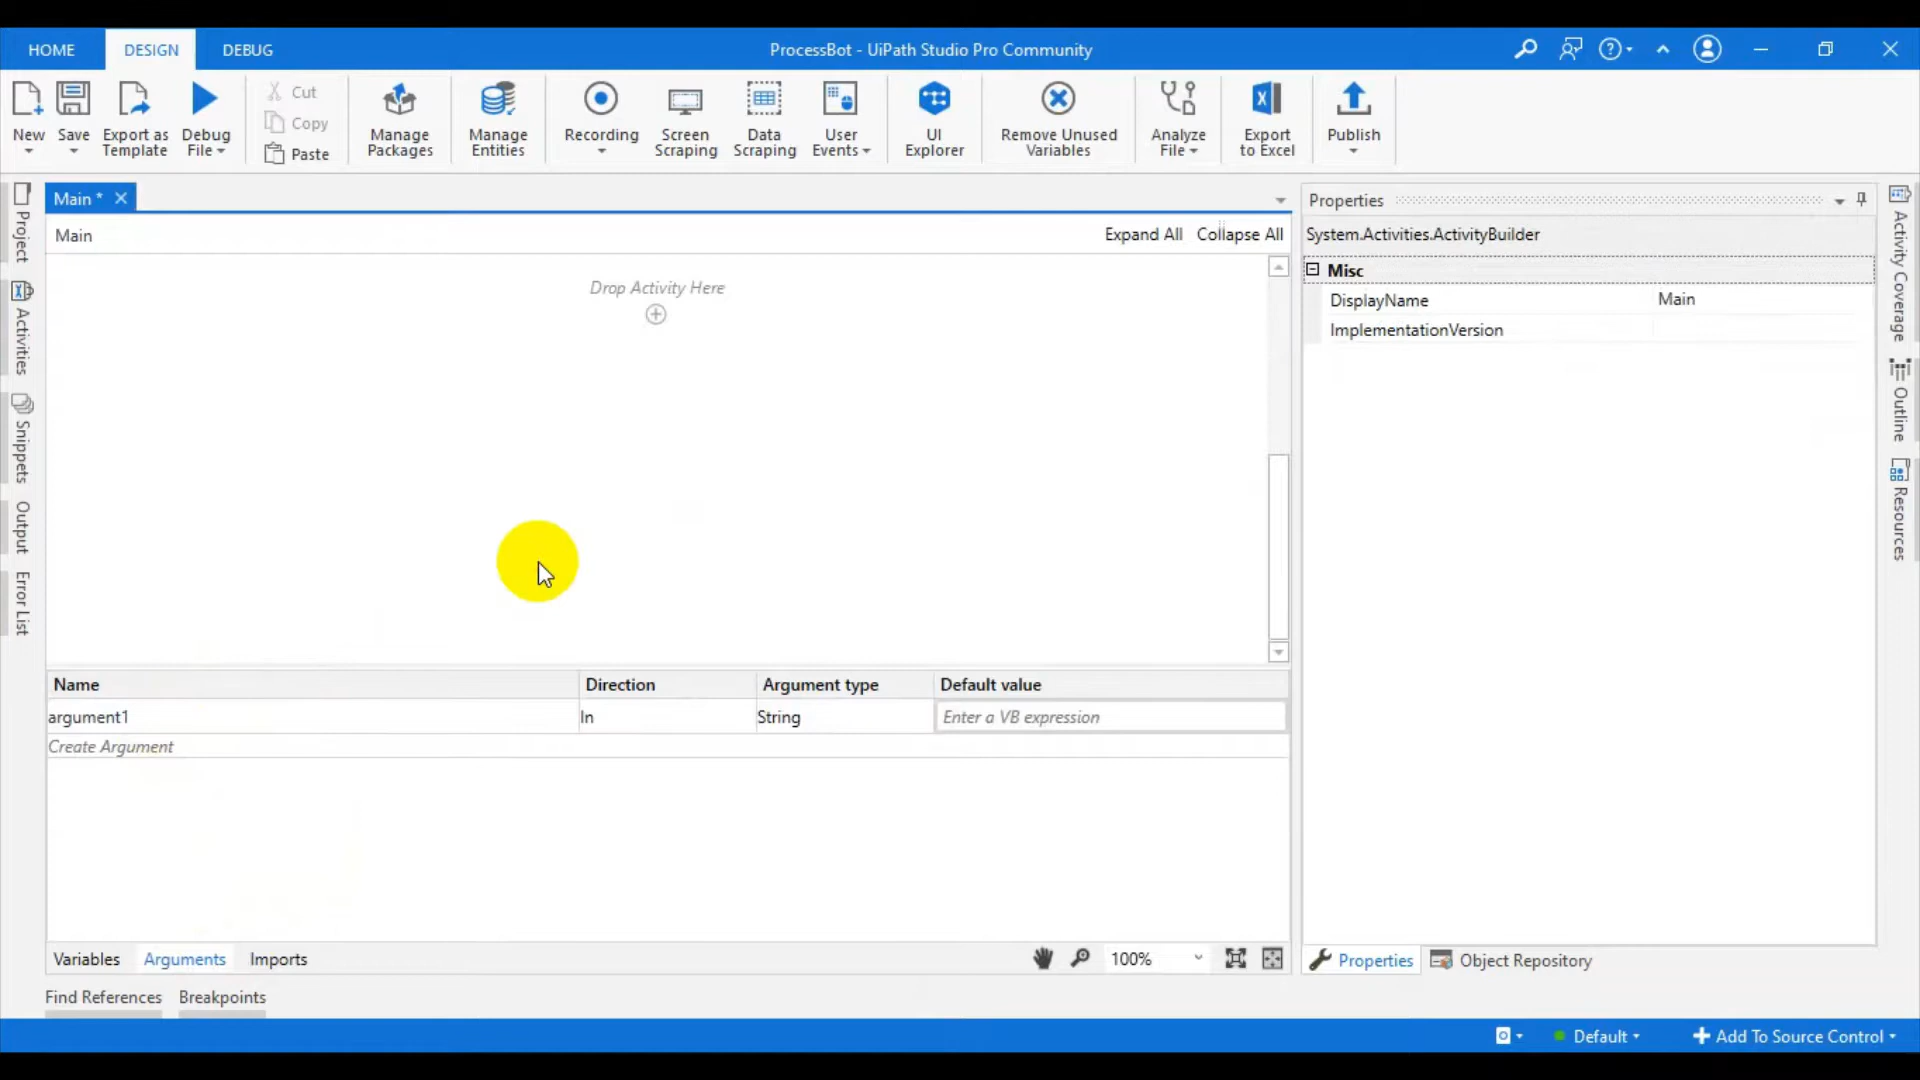 HOME DESIGN DEBUG ProcessBot - UiPath Studio Pro Community
New
Save
Export as Template
Debug File
Cut
Copy
Paste
Manage Packages
Manage Entities
Recording
Screen Scraping
Data Scraping
User Events
UI Explorer
Remove Unused Variables
Analyze File
Export to Excel
Publish
Project
Activities
Snippets
Output
Error List
Main *
Main Expand All Collapse All
Drop Activity Here
Name Direction Argument type Default value
argument1 In String Enter a VB expression
Create Argument
Variables Arguments Imports 100%
Find References Breakpoints
Properties
System.Activities.ActivityBuilder
Misc
DisplayName Main
ImplementationVersion
Properties Object Repository
Activity Coverage
Outline
Resources
Default Add To Source Control